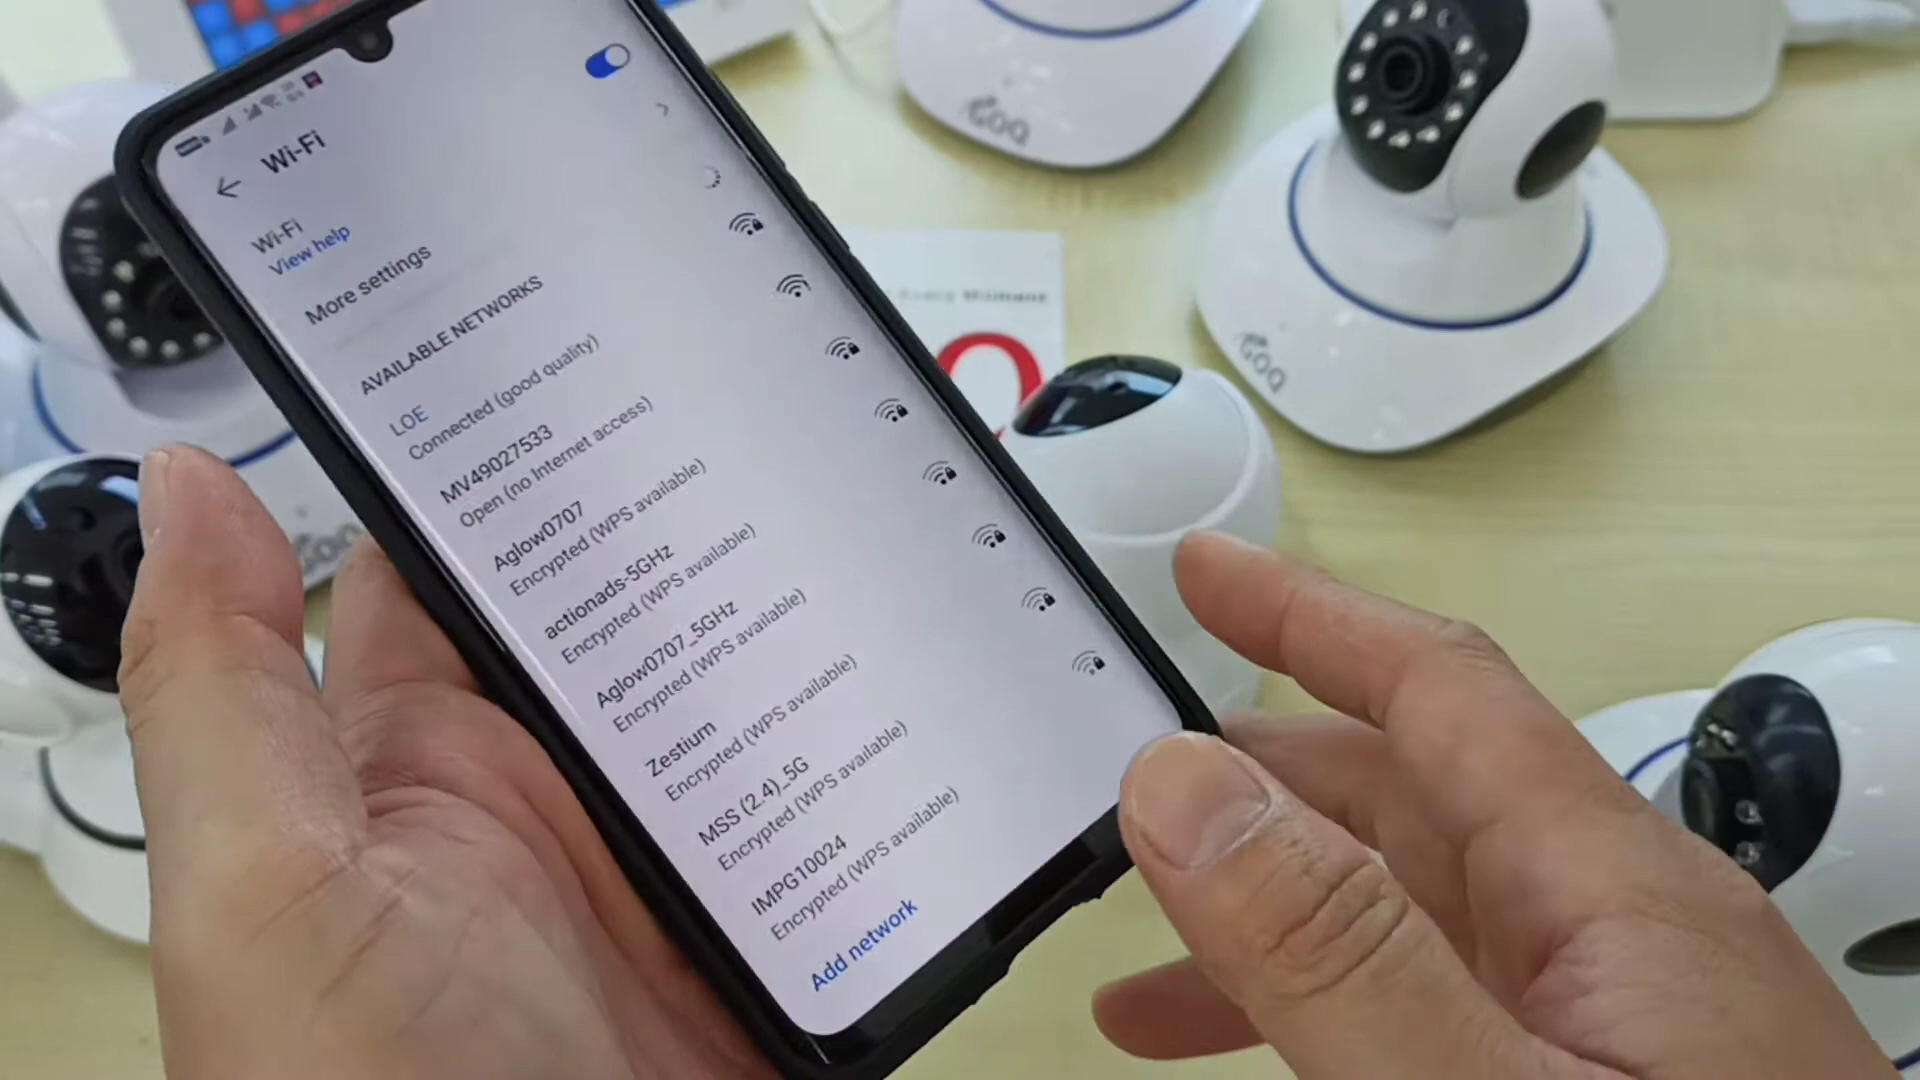 Wi-Fi
Wi-Fi
View help
More settings
AVAILABLE NETWORKS
LOE
Connected (good quality)
MV49027533
Open (no Internet access)
Aglow0707
Encrypted (WPS available)
actionads-5GHz
Encrypted (WPS available)
Aglow0707_5GHz
Encrypted (WPS available)
Zestium
Encrypted (WPS available)
MSS (2.4)_5G
Encrypted (WPS available)
IMPG10024
Encrypted (WPS available)
Add network
Every Moment